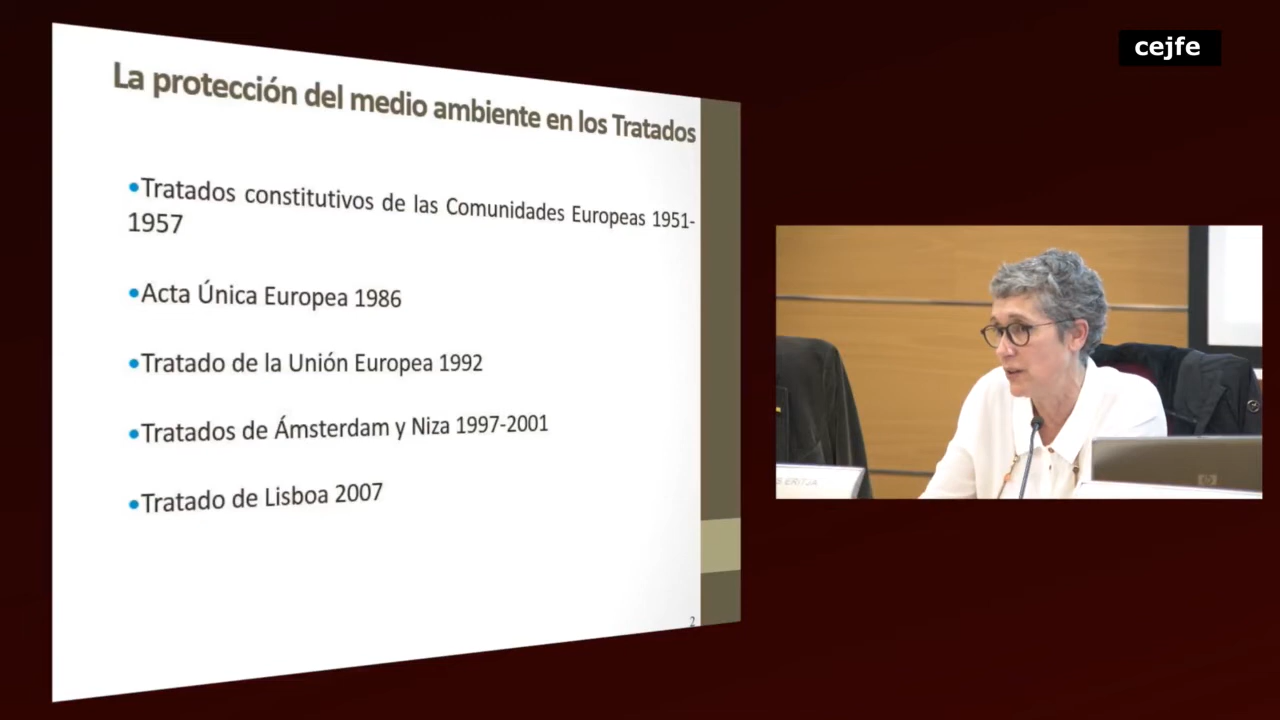 cejfe
La protección del medio ambiente en los Tratados
•Tratados constitutivos de las Comunidades Europeas 1951-
1957
•Acta Única Europea 1986
•Tratado de la Unión Europea 1992
•Tratados de Ámsterdam y Niza 1997-2001
•Tratado de Lisboa 2007
2
ERITJA
hp